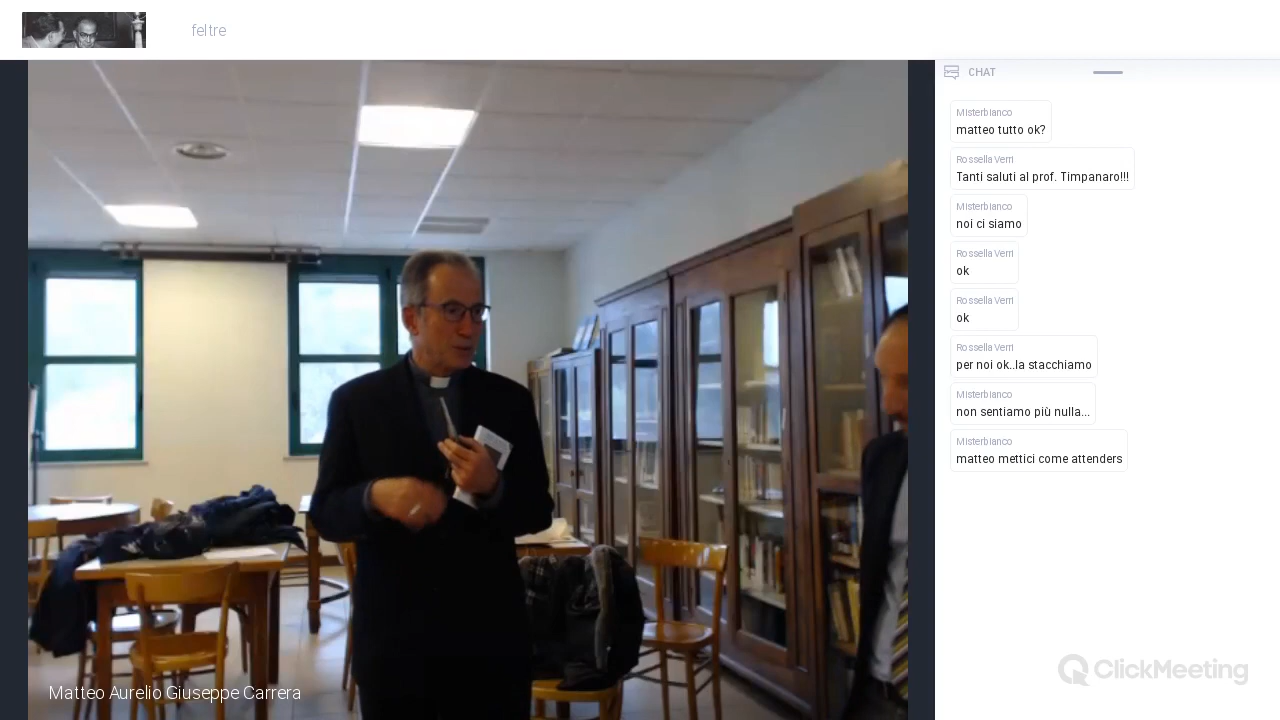 feltre
CHAT
Misterbianco
matteo tutto ok?
Rossella Verri
Tanti saluti al prof. Timpanaro!!!
Misterbianco
noi ci siamo
Rossella Verri
ok
Rossella Verri
ok
Rossella Verri
per noi ok..la stacchiamo
Misterbianco
non sentiamo più nulla...
Misterbianco
matteo mettici come attenders
Matteo Aurelio Giuseppe Carrera
ClickMeeting